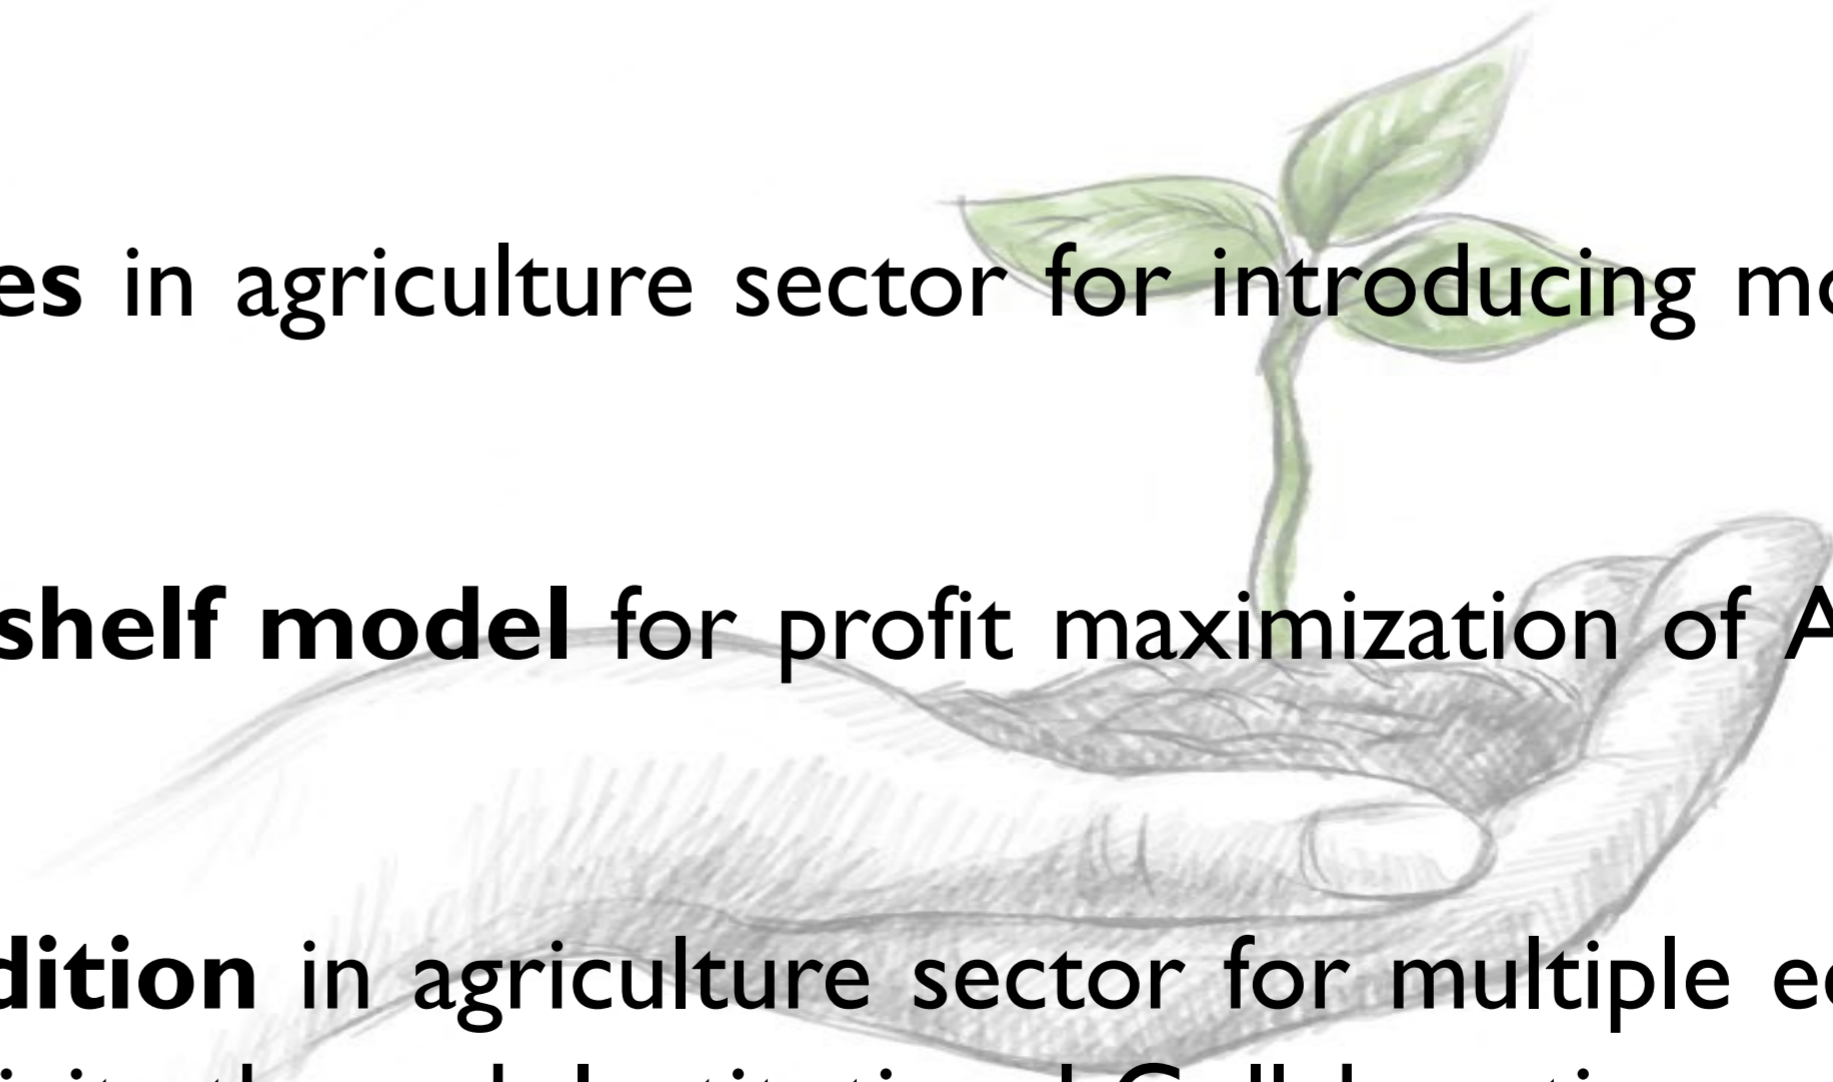 es in agriculture sector for introducing mo
shelf model for profit maximization of A
dition in agriculture sector for multiple ec